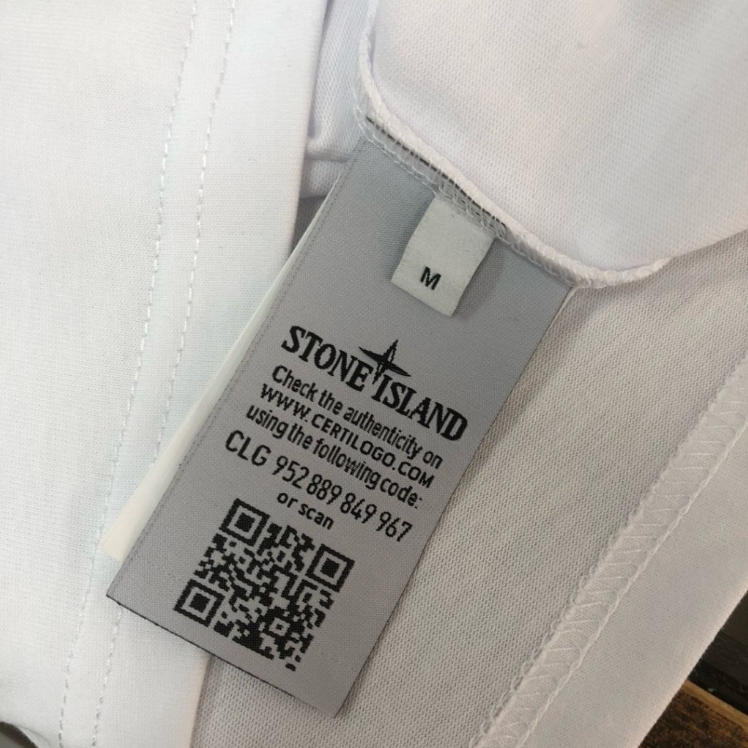 M
STONE ISLAND
Check the authenticity on
WWW.CERTILOGO.COM
using the following code:
CLG 952 889 849 967
or scan